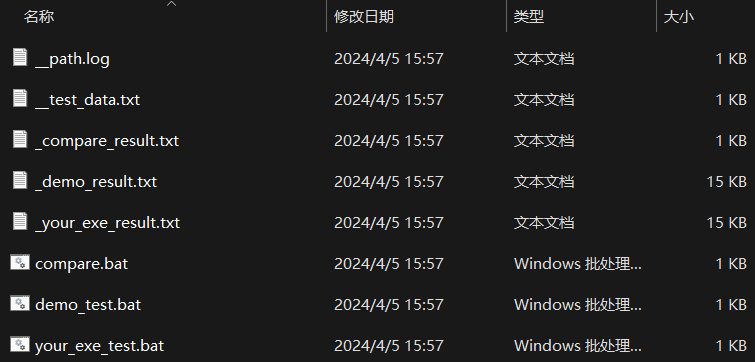 名称 修改日期 类型 大小
__path.log 2024/4/5 15:57 文本文档 1 KB
__test_data.txt 2024/4/5 15:57 文本文档 1 KB
_compare_result.txt 2024/4/5 15:57 文本文档 1 KB
_demo_result.txt 2024/4/5 15:57 文本文档 15 KB
_your_exe_result.txt 2024/4/5 15:57 文本文档 15 KB
compare.bat 2024/4/5 15:57 Windows 批处理... 1 KB
demo_test.bat 2024/4/5 15:57 Windows 批处理... 1 KB
your_exe_test.bat 2024/4/5 15:57 Windows 批处理... 1 KB